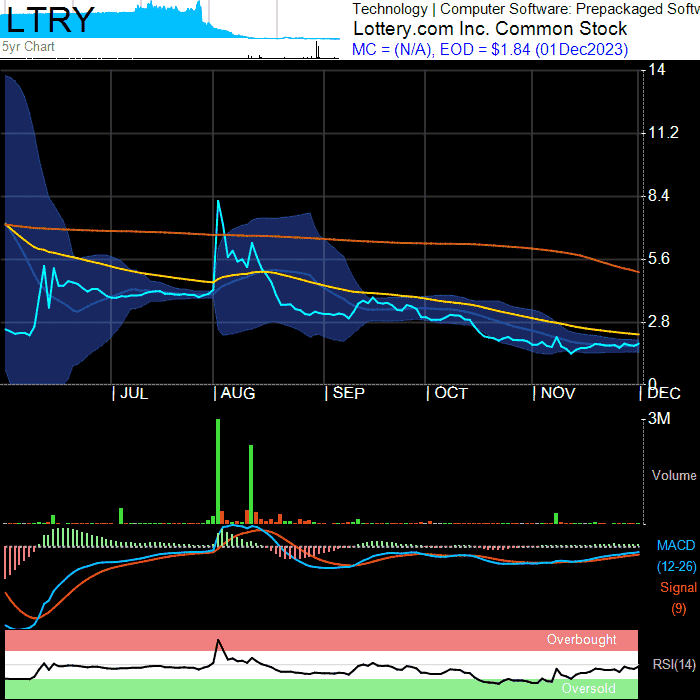 LTRY
Technology | Computer Software: Prepackaged Softw
Lottery.com Inc. Common Stock
5yr Chart
MC = (N/A), EOD = $1.84 (01Dec2023)
14
11.2
8.4
5.6
2.8
0
JUL
AUG
SEP
OCT
NOV
DEC
3M
Volume
MACD
(12-26)
Signal
(9)
Overbought
RSI(14)
Oversold